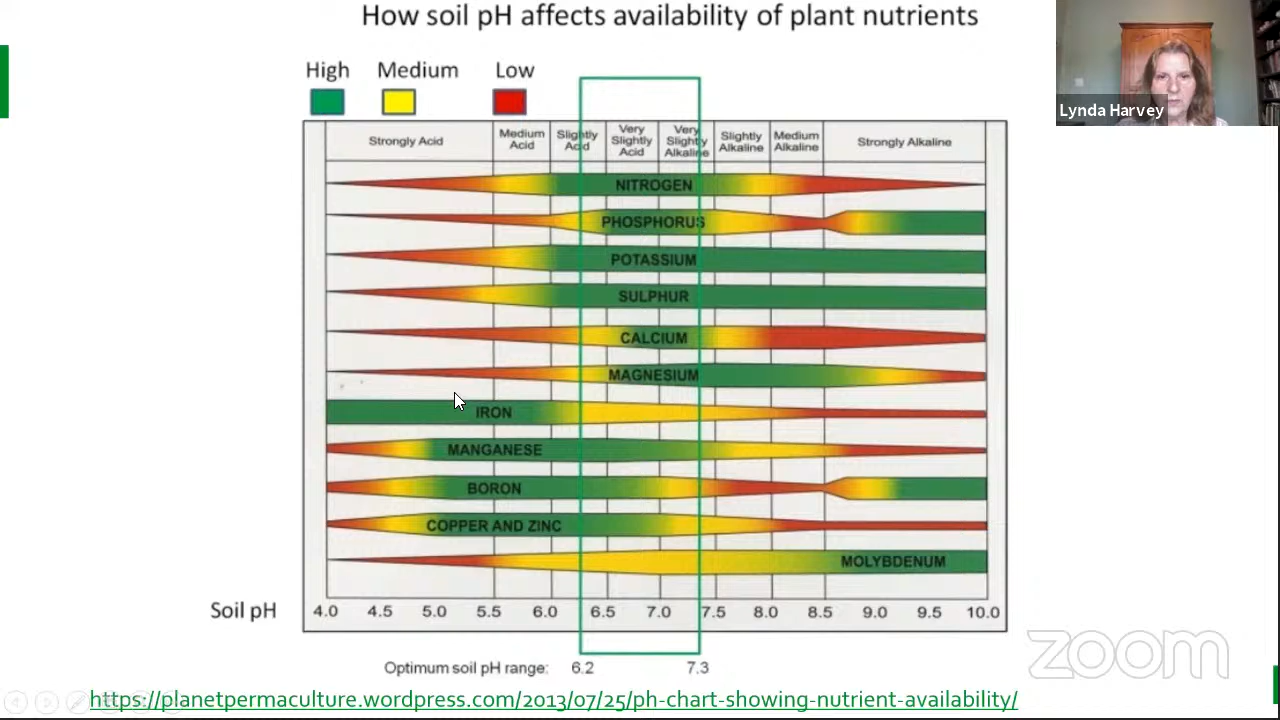 How soil pH affects availability of plant nutrients
High Medium Low
Lynda Harvey
Strongly Acid
Medium
Acid
Slightly
Acid
Very
Slightly
Acid
Very
Slightly
Alkaline
Slightly
Alkaline
Medium
Alkaline
Strongly Alkaline
NITROGEN
PHOSPHORUS
POTASSIUM
SULPHUR
CALCIUM
MAGNESIUM
IRON
MANGANESE
BORON
COPPER AND ZINC
MOLYBDENUM
Soil pH 4.0 4.5 5.0 5.5 6.0 6.5 7.0 7.5 8.0 8.5 9.0 9.5 10.0
Optimum soil pH range: 6.2 7.3
zoom
https://planetpermaculture.wordpress.com/2013/07/25/ph-chart-showing-nutrient-availability/